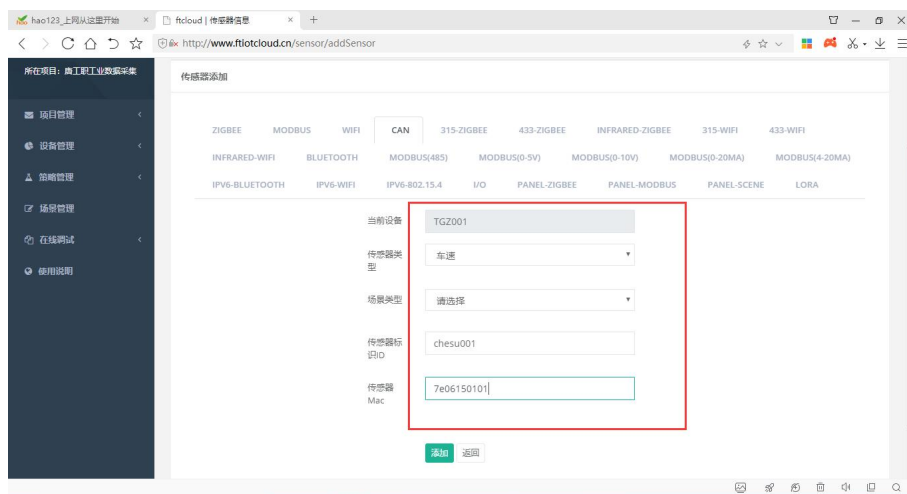 hao123_上网从这里开始
ftcloud | 传感器信息
http://www.ftiotcloud.cn/sensor/addSensor
所在项目：唐工职工业数据采集
传感器添加
项目管理
设备管理
策略管理
场景管理
在线调试
使用说明
ZIGBEE MODBUS WIFI CAN 315-ZIGBEE 433-ZIGBEE INFRARED-ZIGBEE 315-WIFI 433-WIFI
INFRARED-WIFI BLUETOOTH MODBUS(485) MODBUS(0-5V) MODBUS(0-10V) MODBUS(0-20MA) MODBUS(4-20MA)
IPV6-BLUETOOTH IPV6-WIFI IPV6-802.15.4 I/O PANEL-ZIGBEE PANEL-MODBUS PANEL-SCENE LORA
当前设备 TGZ001
传感器类型 车速
场景类型 请选择
传感器标识ID chesu001
传感器Mac 7e06150101
添加 返回